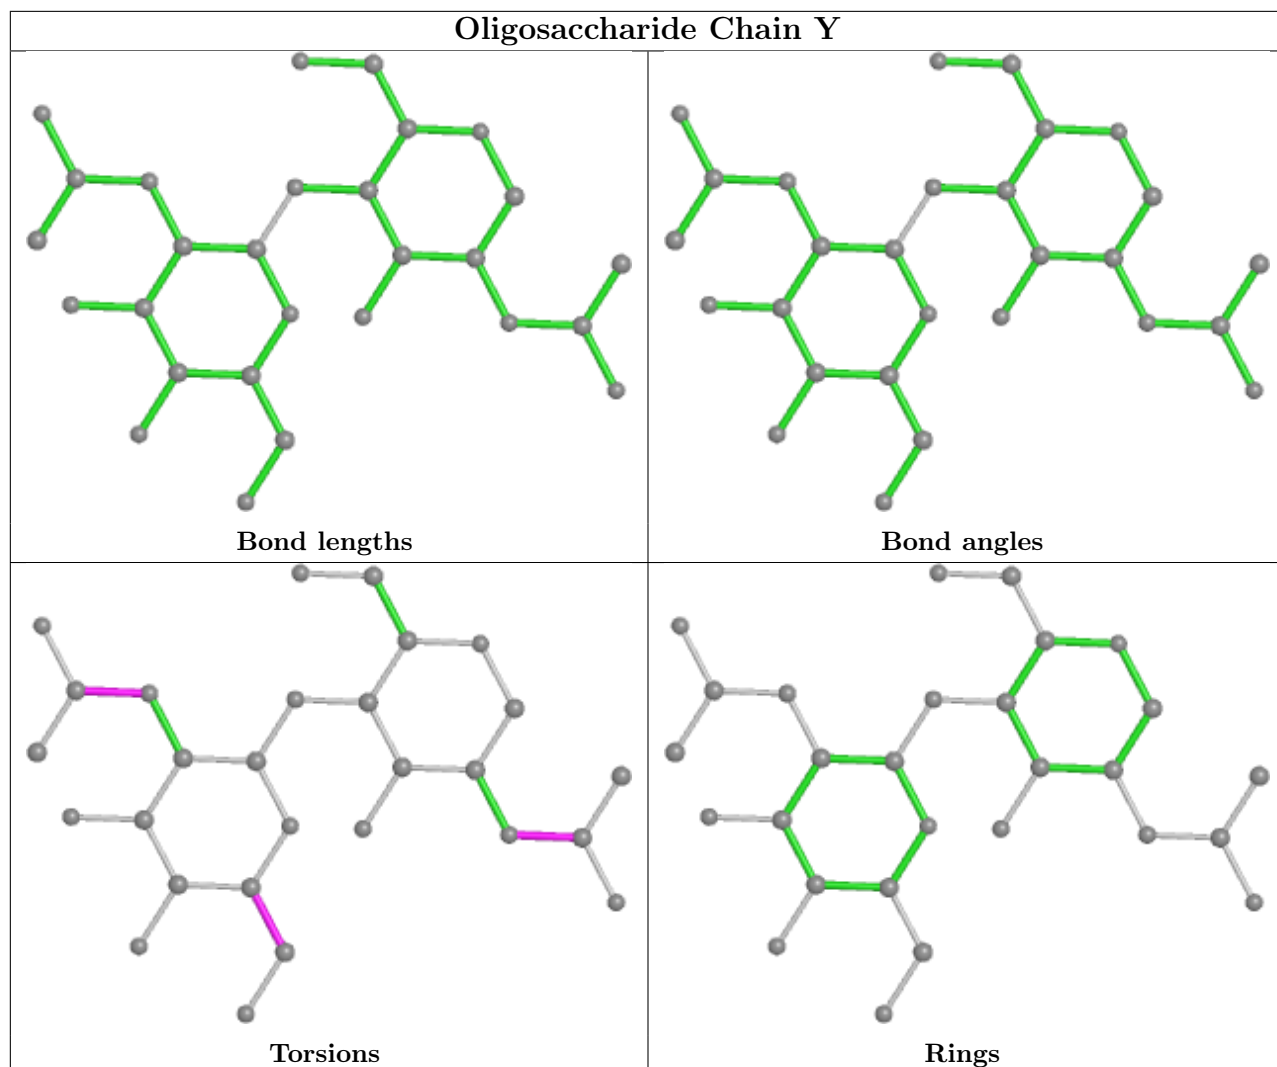 Oligosaccharide Chain Y
Bond lengths
Bond angles
Torsions
Rings